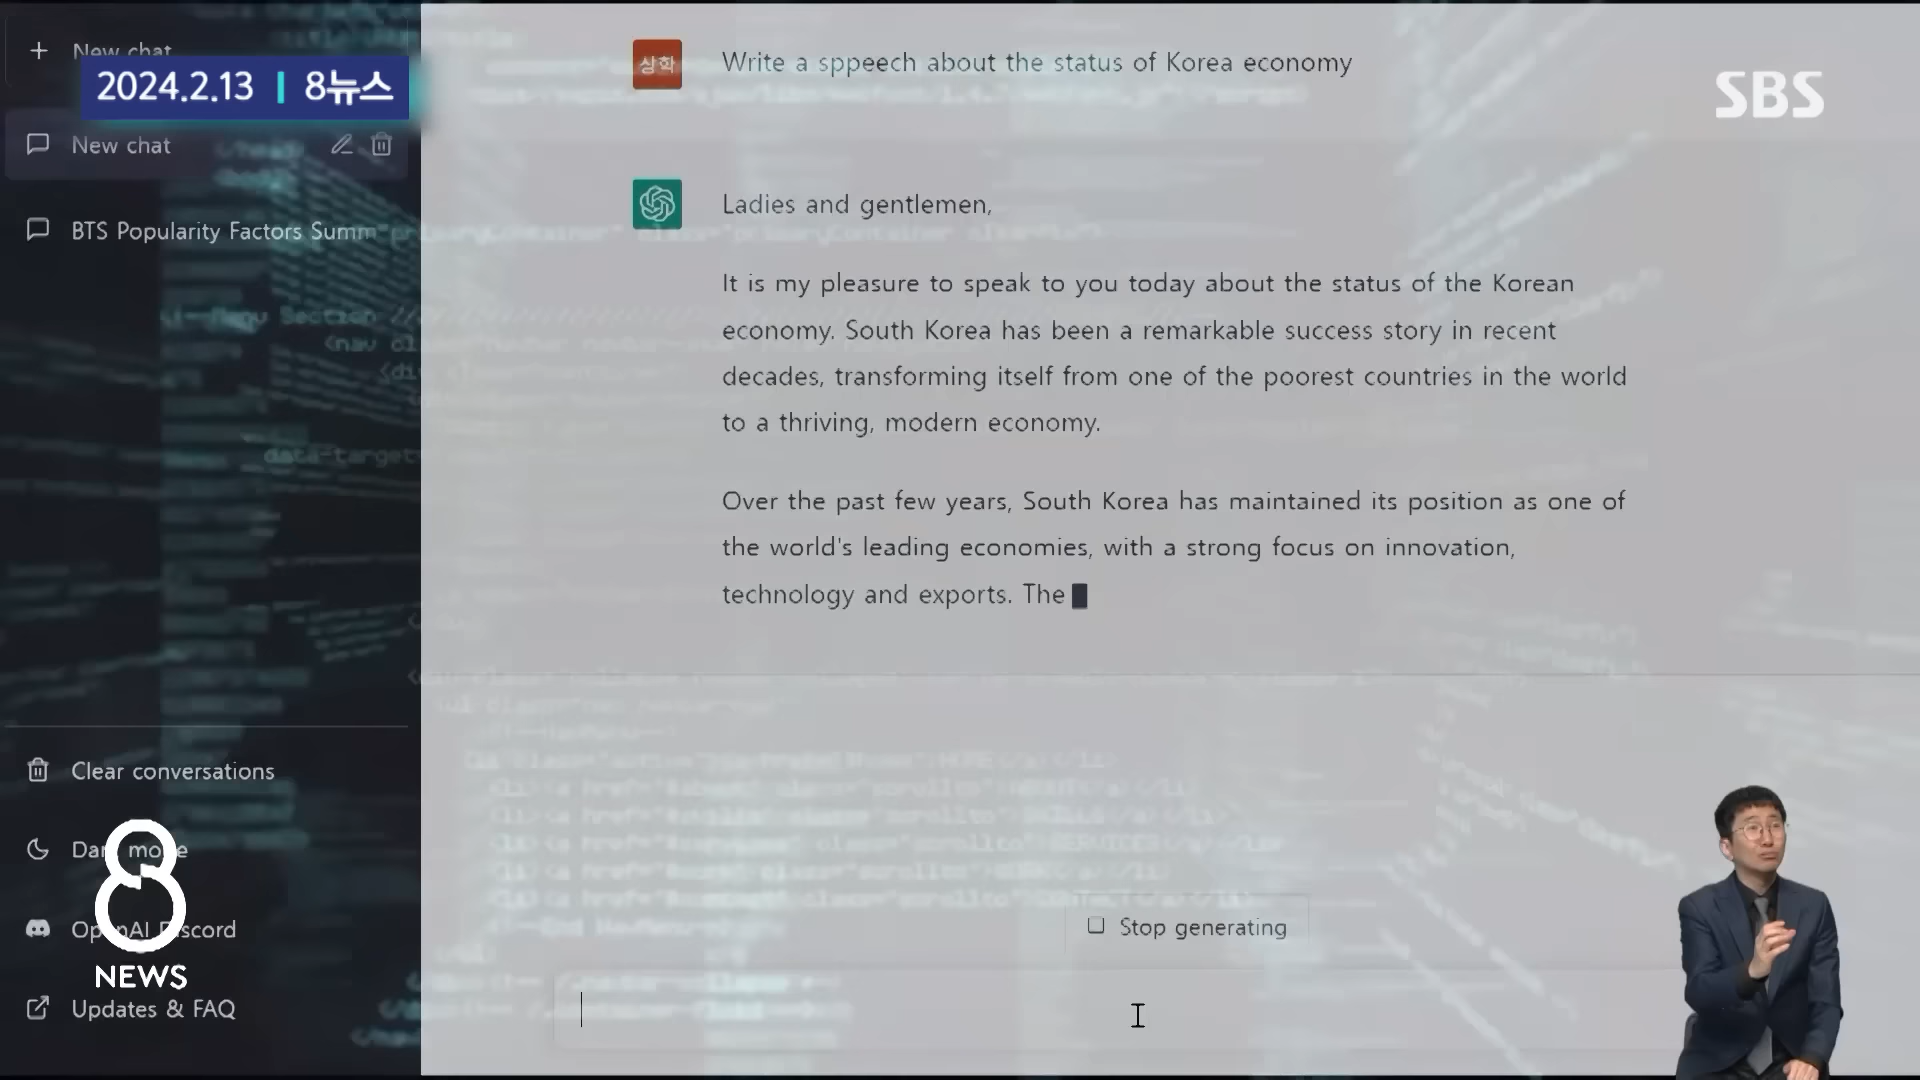 New chat
2024.2.13 | 8뉴스
New chat
BTS Popularity Factors Summ
Clear conversations
Dark mode
OpenAI Discord
8
NEWS
Updates & FAQ
상학
Write a sppeech about the status of Korea economy
SBS
Ladies and gentlemen,
It is my pleasure to speak to you today about the status of the Korean
economy. South Korea has been a remarkable success story in recent
decades, transforming itself from one of the poorest countries in the world
to a thriving, modern economy.
Over the past few years, South Korea has maintained its position as one of
the world's leading economies, with a strong focus on innovation,
technology and exports. The
Stop generating